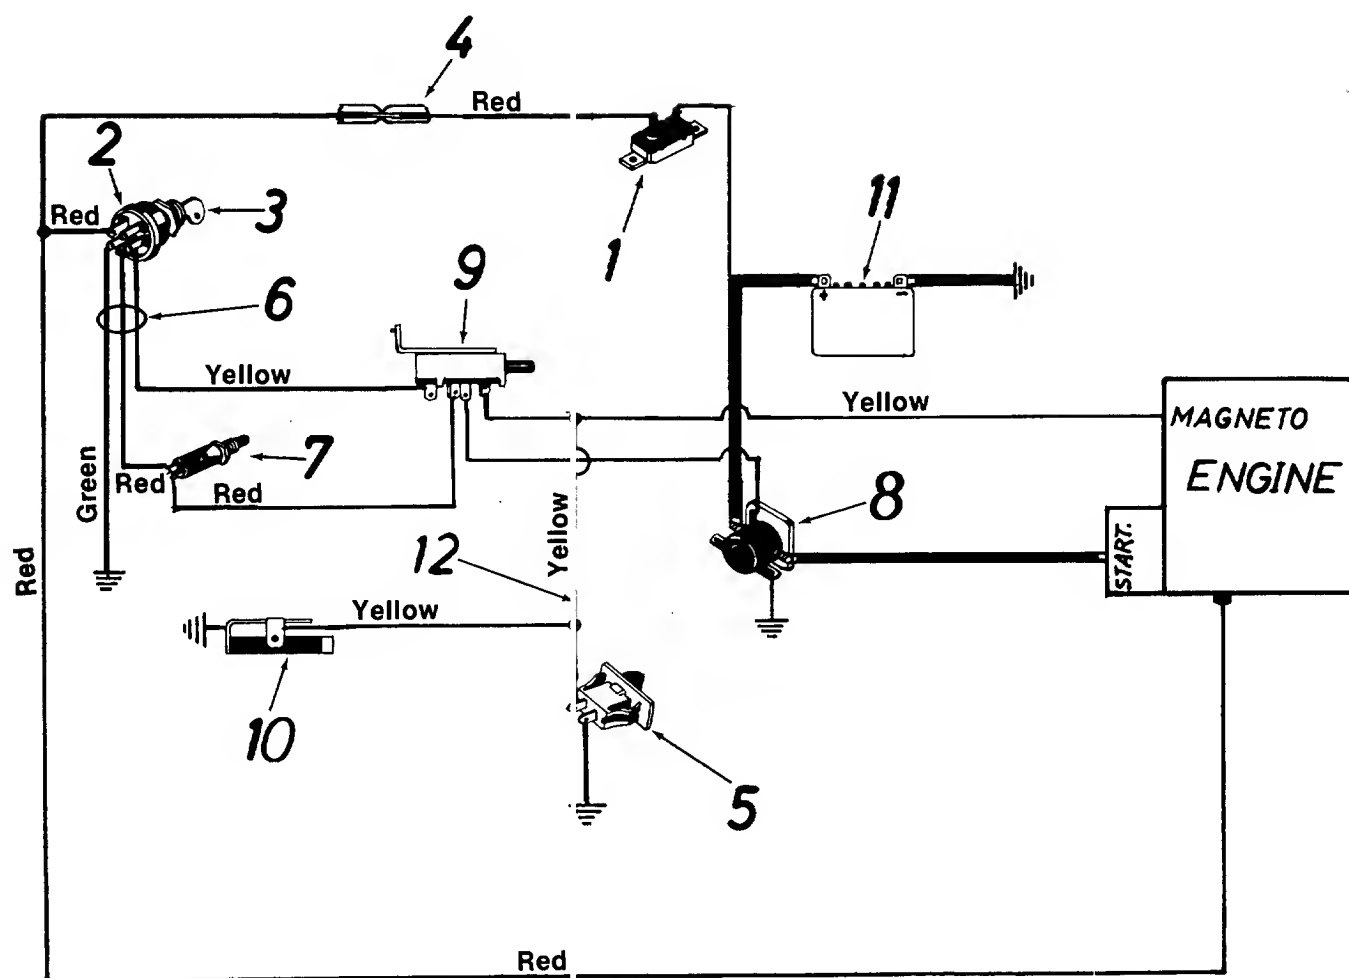 4
Red
2
3
Red
1
11
9
6
+
-
Yellow
Yellow
MAGNETO
ENGINE
7
Red
Red
Green
8
Yellow
START.
12
Red
Yellow
10
5
Red